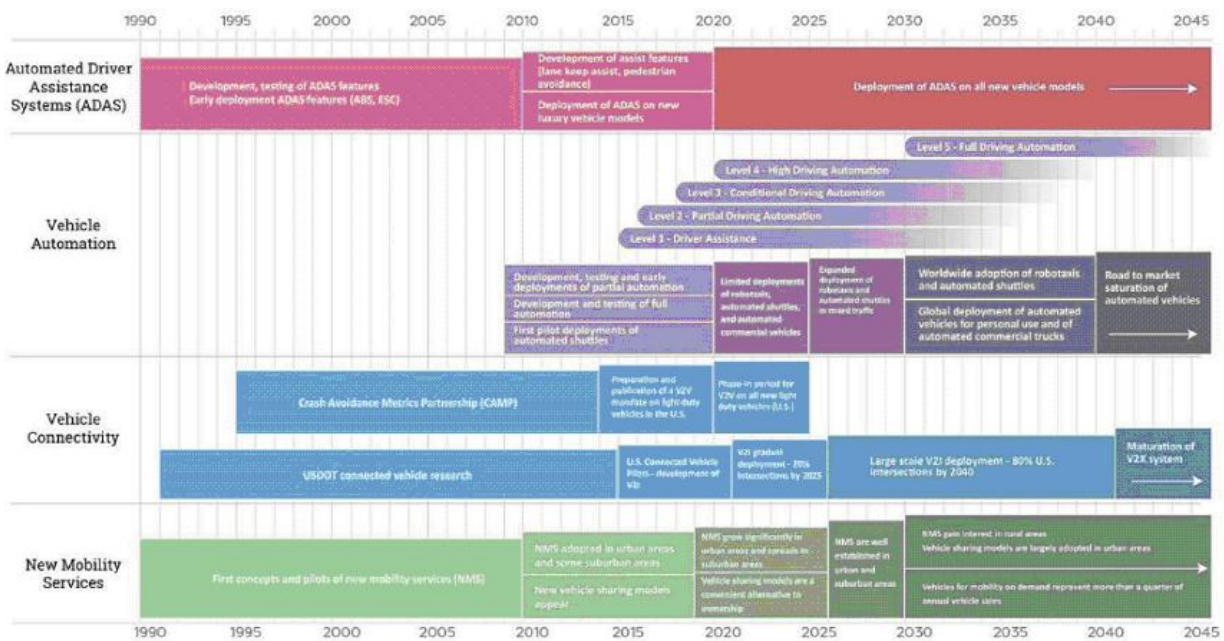 1990 1995 2000 2005 2010 2015 2020 2025 2030 2035 2040 2045
Automated Driver
Assistance
Systems (ADAS)
Development, testing of ADAS features
Early deployment ADAS features (ABS, ESC)
Development of assist features
(lane keep assist, pedestrian
avoidance)
Deployment of ADAS on new
luxury vehicle models
Deployment of ADAS on all new vehicle models
Vehicle
Automation
Level 5 - Full Driving Automation
Level 4 - High Driving Automation
Level 3 - Conditional Driving Automation
Level 2 - Partial Driving Automation
Level 1 - Driver Assistance
Development, testing and early
deployments of partial automation
Development and testing of full
automation
First pilot deployments of
automated shuttles
Limited deployments
of robotaxis,
automated shuttles,
and automated
commercial vehicles
Expanded
deployment of
robotaxis and
automated shuttles
in mixed traffic
Worldwide adoption of robotaxis
and automated shuttles
Global deployment of automated
vehicles for personal use and of
automated commercial trucks
Road to market
saturation of
automated vehicles
Vehicle
Connectivity
Crash Avoidance Metrics Partnership (CAMP)
Preparation and
publication of a V2V
mandate on light-duty
vehicles in the U.S.
Phase-in period for
V2V on all new light
duty vehicles (U.S.)
USDOT connected vehicle research
U.S. Connected Vehicle
Pilots - development of
V2I
V2I gradual
deployment - 20%
intersections by 2025
Large scale V2I deployment - 80% U.S.
intersections by 2040
Maturation of
V2X system
New Mobility
Services
First concepts and pilots of new mobility services (NMS)
NMS adopted in urban areas
and some suburban areas
New vehicle sharing models
appear
NMS grow significantly in
urban areas and spreads in
suburban areas
Vehicle sharing models are a
convenient alternative to
ownership
NMS are well
established in
urban and
suburban areas
NMS gain interest in rural areas
Vehicle sharing models are largely adopted in urban areas
Vehicles for mobility on demand represent more than a quarter of
annual vehicle sales
1990 1995 2000 2005 2010 2015 2020 2025 2030 2035 2040 2045